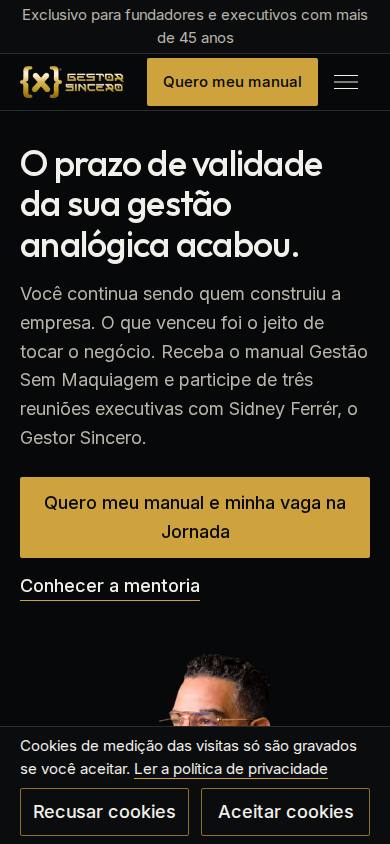 Exclusivo para fundadores e executivos com mais
de 45 anos
GESTOR
SINCERO
Quero meu manual
O prazo de validade
da sua gestão
analógica acabou.
Você continua sendo quem construiu a
empresa. O que venceu foi o jeito de
tocar o negócio. Receba o manual Gestão
Sem Maquiagem e participe de três
reuniões executivas com Sidney Ferrér, o
Gestor Sincero.
Quero meu manual e minha vaga na
Jornada
Conhecer a mentoria
Cookies de medição das visitas só são gravados
se você aceitar. Ler a política de privacidade
Recusar cookies
Aceitar cookies